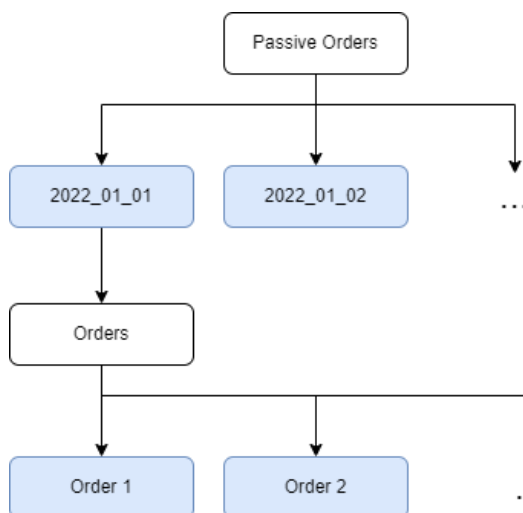 Passive Orders
2022_01_01
2022_01_02
...
Orders
Order 1
Order 2
.